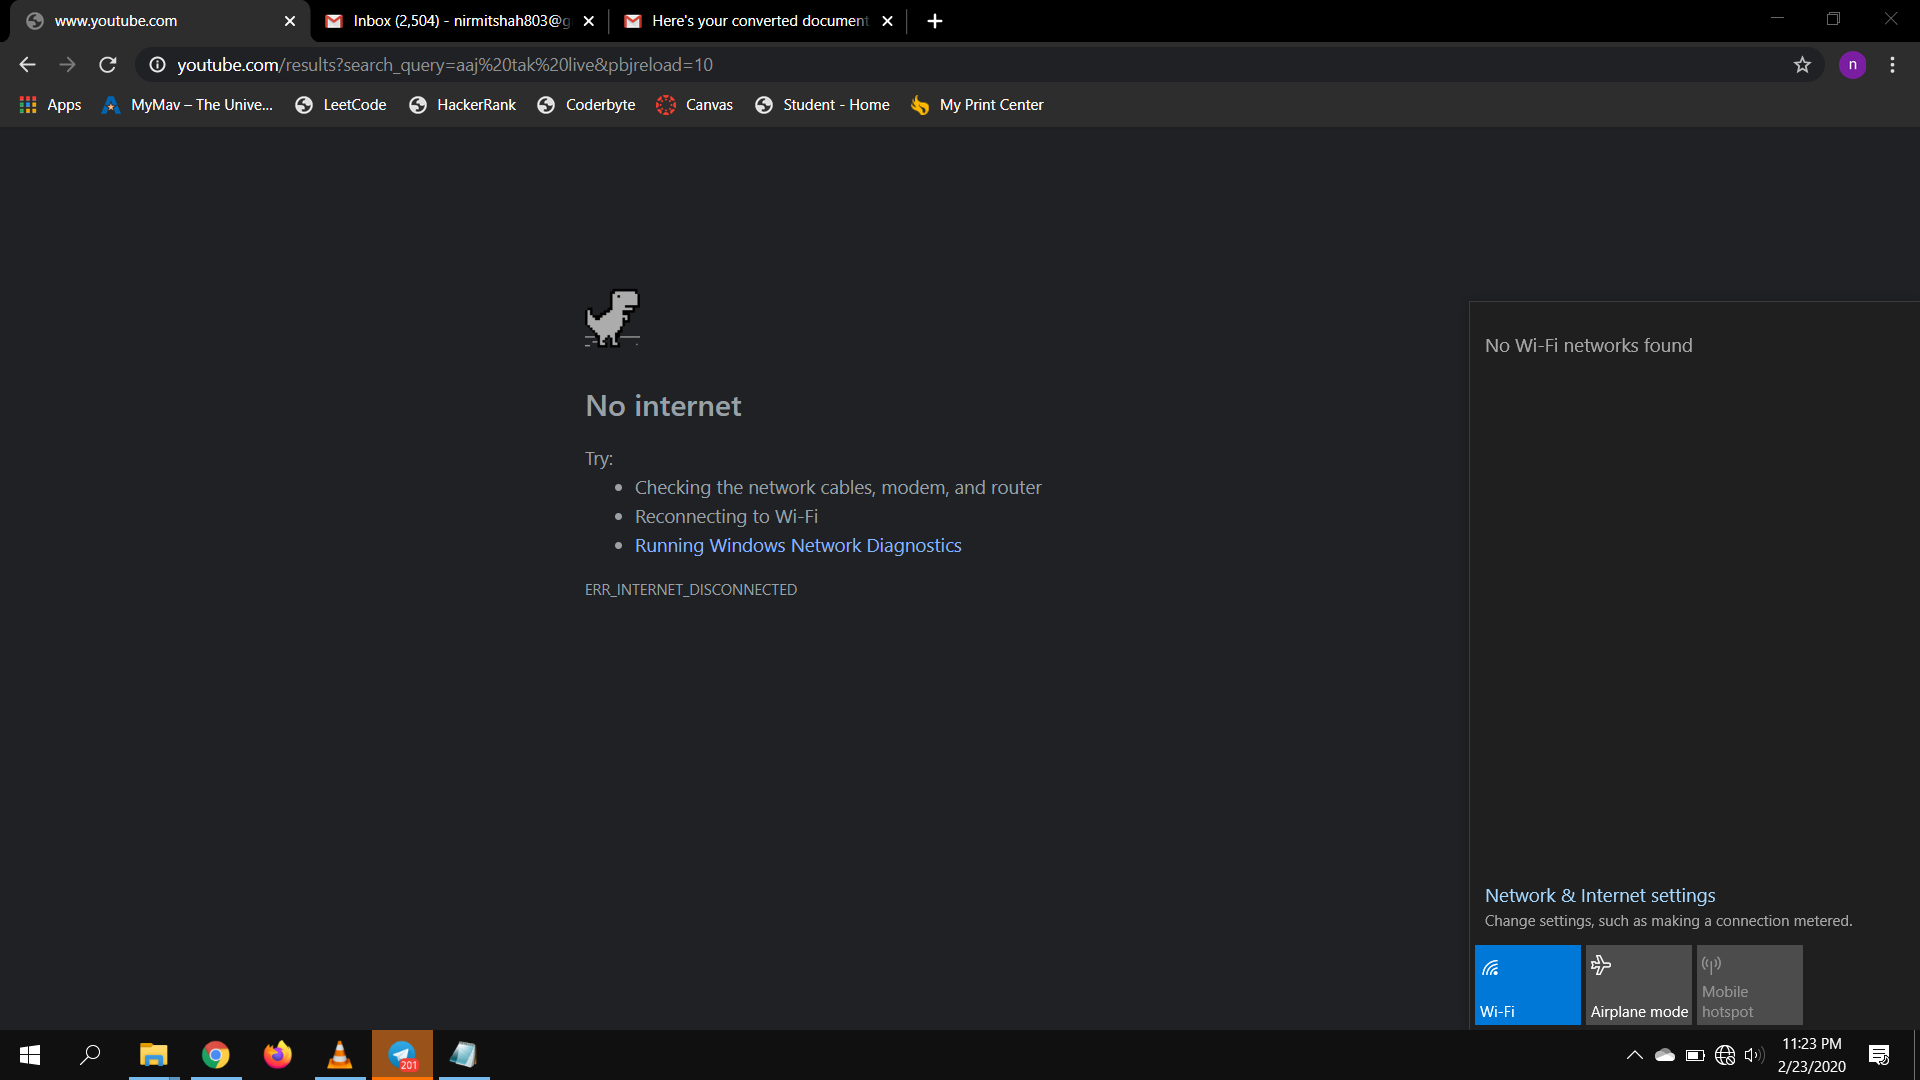 www.youtube.com
Inbox (2,504) - nirmitshah803@g
Here's your converted document
youtube.com/results?search_query=aaj%20tak%20live&pbjreload=10
n
Apps
MyMav – The Unive...
LeetCode
HackerRank
Coderbyte
Canvas
Student - Home
My Print Center
No internet
Try:
Checking the network cables, modem, and router
Reconnecting to Wi-Fi
Running Windows Network Diagnostics
ERR_INTERNET_DISCONNECTED
No Wi-Fi networks found
Network & Internet settings
Change settings, such as making a connection metered.
Wi-Fi
Airplane mode
Mobile
hotspot
201
11:23 PM
2/23/2020